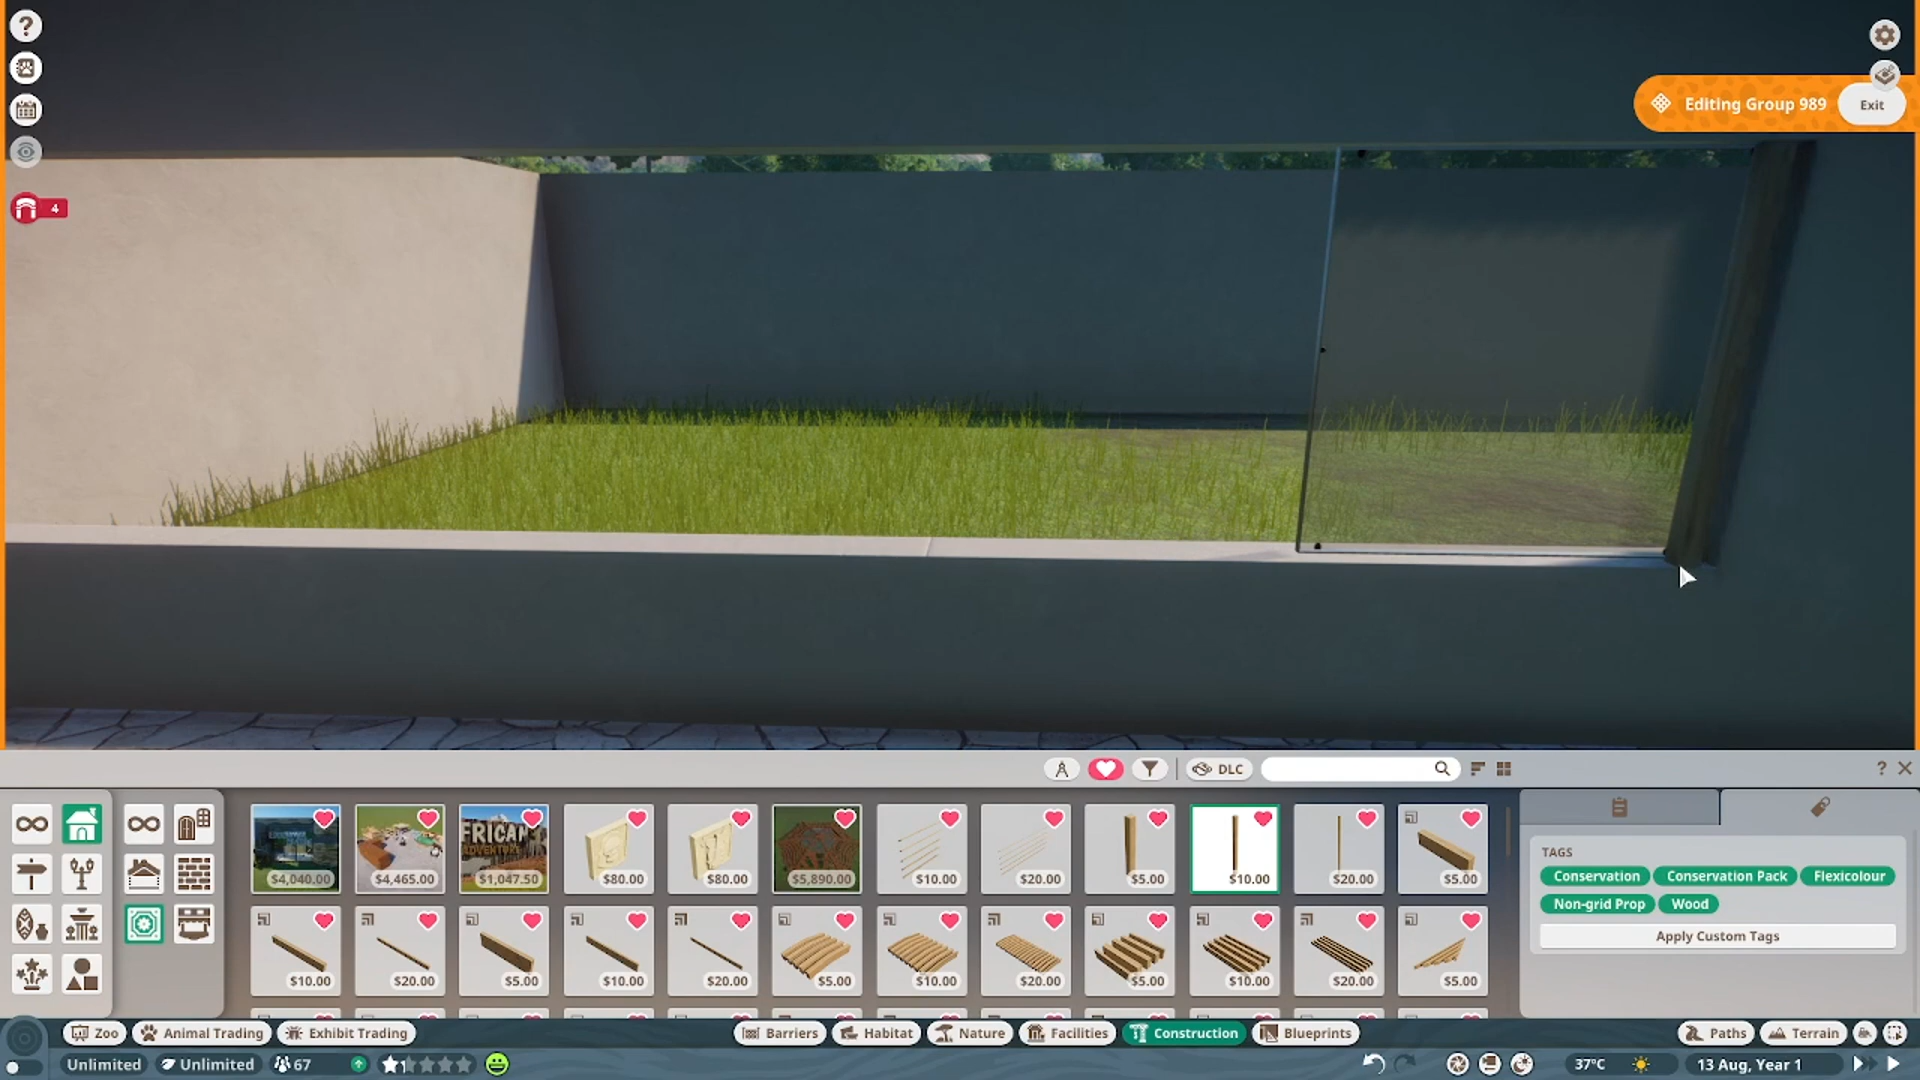 ?
Editing Group 989
Exit
4
DLC
?
$4,040.00
$4,465.00
FRICAN
ADVENTURE
$1,047.50
$80.00
$80.00
$5,890.00
$10.00
$20.00
$5.00
$10.00
$20.00
$5.00
$10.00
$20.00
$5.00
$10.00
$20.00
$5.00
$10.00
$20.00
$5.00
$10.00
$20.00
$5.00
TAGS
Conservation
Conservation Pack
Flexicolour
Non-grid Prop
Wood
Apply Custom Tags
Zoo
Animal Trading
Exhibit Trading
Barriers
Habitat
Nature
Facilities
Construction
Blueprints
Paths
Terrain
Unlimited
Unlimited
67
37°C
13 Aug, Year 1